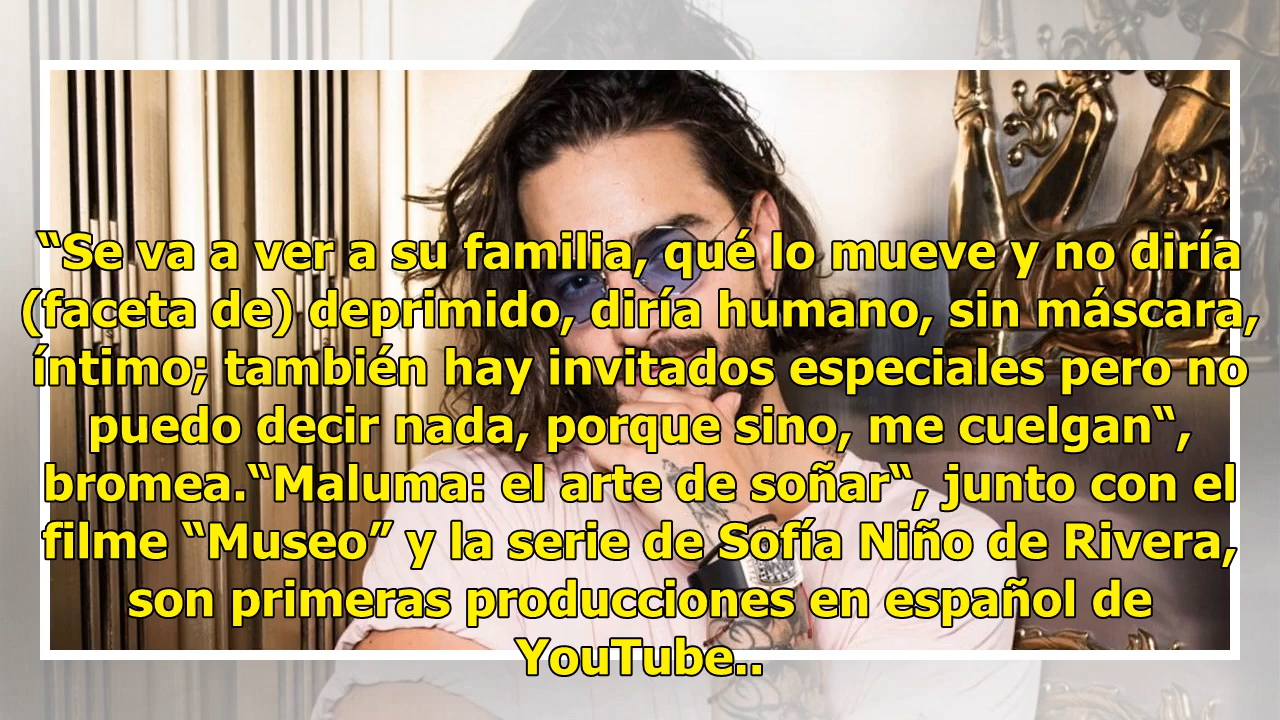 “Se va a ver a su familia, qué lo mueve y no diría
(faceta de) deprimido, diría humano, sin máscara,
íntimo; también hay invitados especiales pero no
puedo decir nada, porque sino, me cuelgan“,
bromea.“Maluma: el arte de soñar“, junto con el
filme “Museo” y la serie de Sofía Niño de Rivera,
son primeras producciones en español de
YouTube..